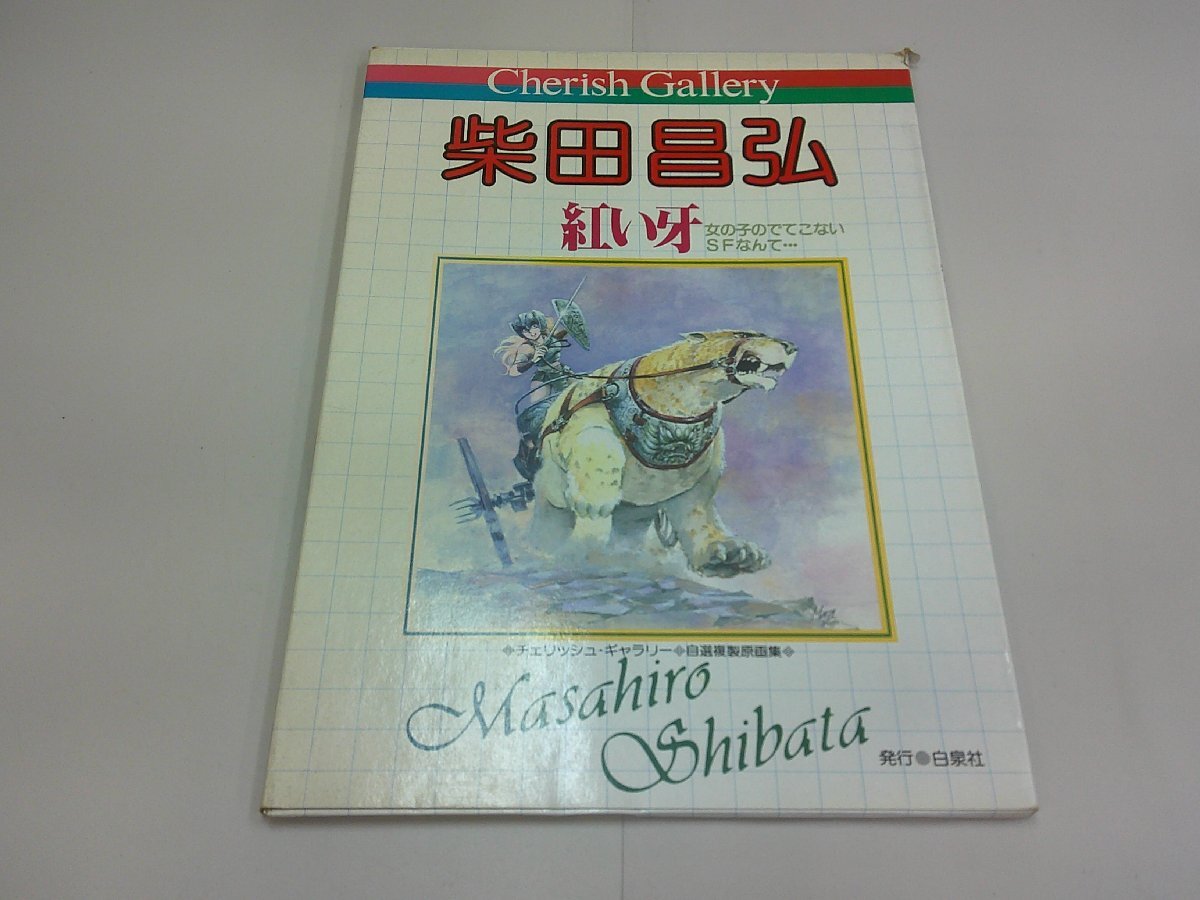 Cherish Gallery
柴田昌弘
紅い牙
女の子のでてこない
SFなんて…
◆チェリッシュ・ギャラリー◆自選複製原画集◆
Masahiro
Shibata
発行●白泉社